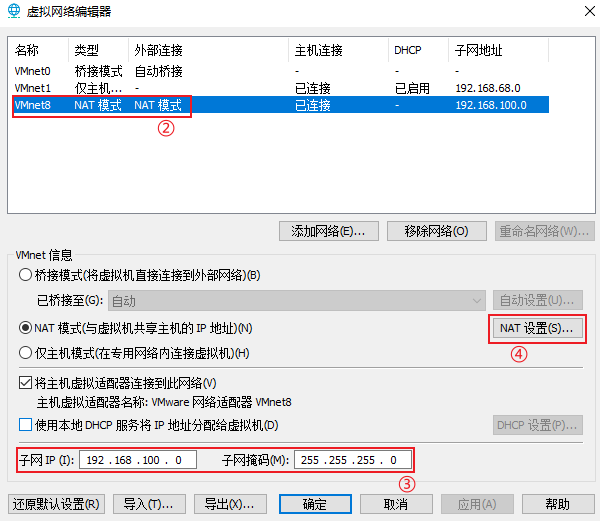 虚拟网络编辑器
名称 类型 外部连接 主机连接 DHCP 子网地址
VMnet0 桥接模式 自动桥接 - - -
VMnet1 仅主机... - 已连接 已启用 192.168.68.0
VMnet8 NAT 模式 NAT 模式 已连接 - 192.168.100.0
②
添加网络(E)... 移除网络(O) 重命名网络(W)...
VMnet 信息
桥接模式(将虚拟机直接连接到外部网络)(B)
已桥接至(G): 自动 自动设置(U)...
NAT 模式(与虚拟机共享主机的 IP 地址)(N) NAT 设置(S)...
④
仅主机模式(在专用网络内连接虚拟机)(H)
将主机虚拟适配器连接到此网络(V)
主机虚拟适配器名称: VMware 网络适配器 VMnet8
使用本地 DHCP 服务将 IP 地址分配给虚拟机(D) DHCP 设置(P)...
子网 IP (I): 192 . 168 . 100 . 0 子网掩码(M): 255 . 255 . 255 . 0
③
还原默认设置(R) 导入(T)... 导出(X)... 确定 取消 应用(A) 帮助